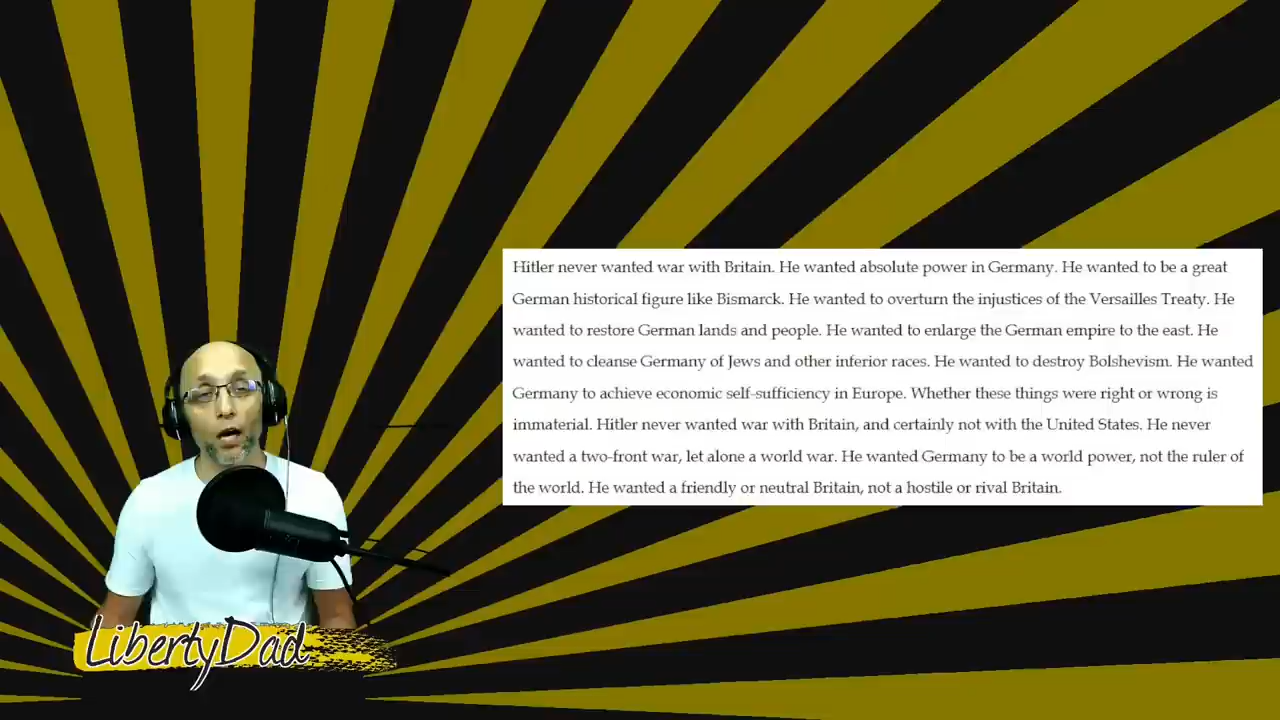 Hitler never wanted war with Britain. He wanted absolute power in Germany. He wanted to be a great
German historical figure like Bismarck. He wanted to overturn the injustices of the Versailles Treaty. He
wanted to restore German lands and people. He wanted to enlarge the German empire to the east. He
wanted to cleanse Germany of Jews and other inferior races. He wanted to destroy Bolshevism. He wanted
Germany to achieve economic self-sufficiency in Europe. Whether these things were right or wrong is
immaterial. Hitler never wanted war with Britain, and certainly not with the United States. He never
wanted a two-front war, let alone a world war. He wanted Germany to be a world power, not the ruler of
the world. He wanted a friendly or neutral Britain, not a hostile or rival Britain.
LibertyDad